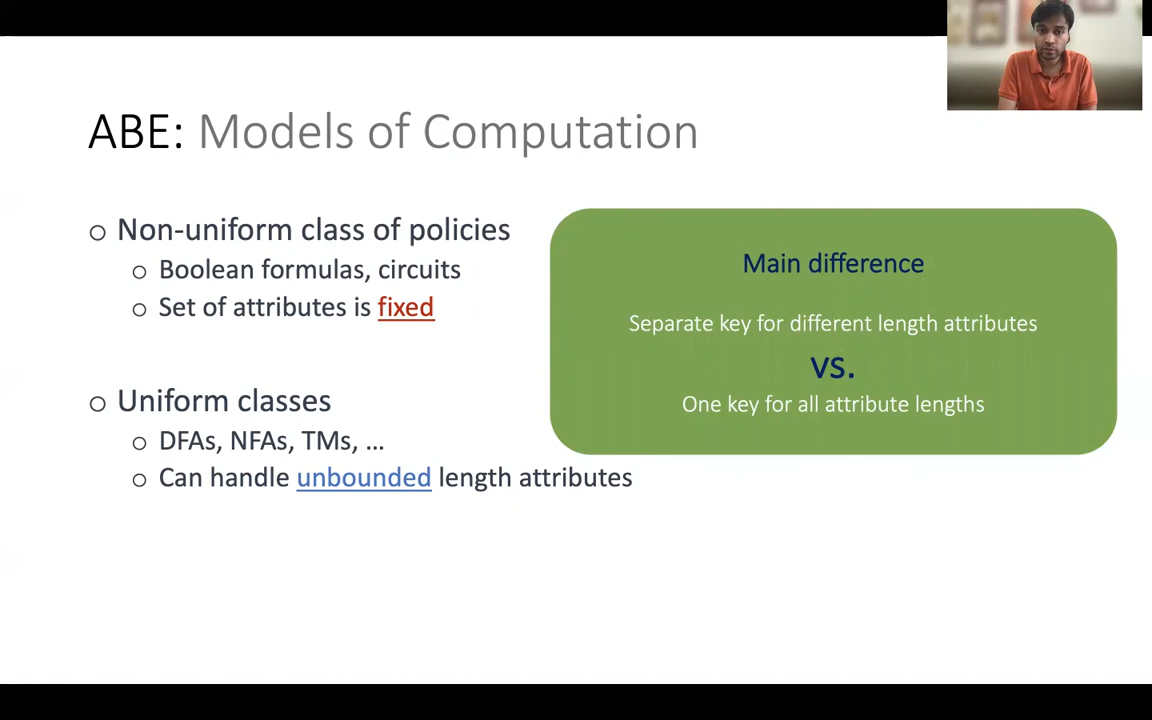 ABE: Models of Computation
Non-uniform class of policies
Boolean formulas, circuits
Set of attributes is fixed
Uniform classes
DFAs, NFAs, TMs, ...
Can handle unbounded length attributes
Main difference
Separate key for different length attributes
vs.
One key for all attribute lengths